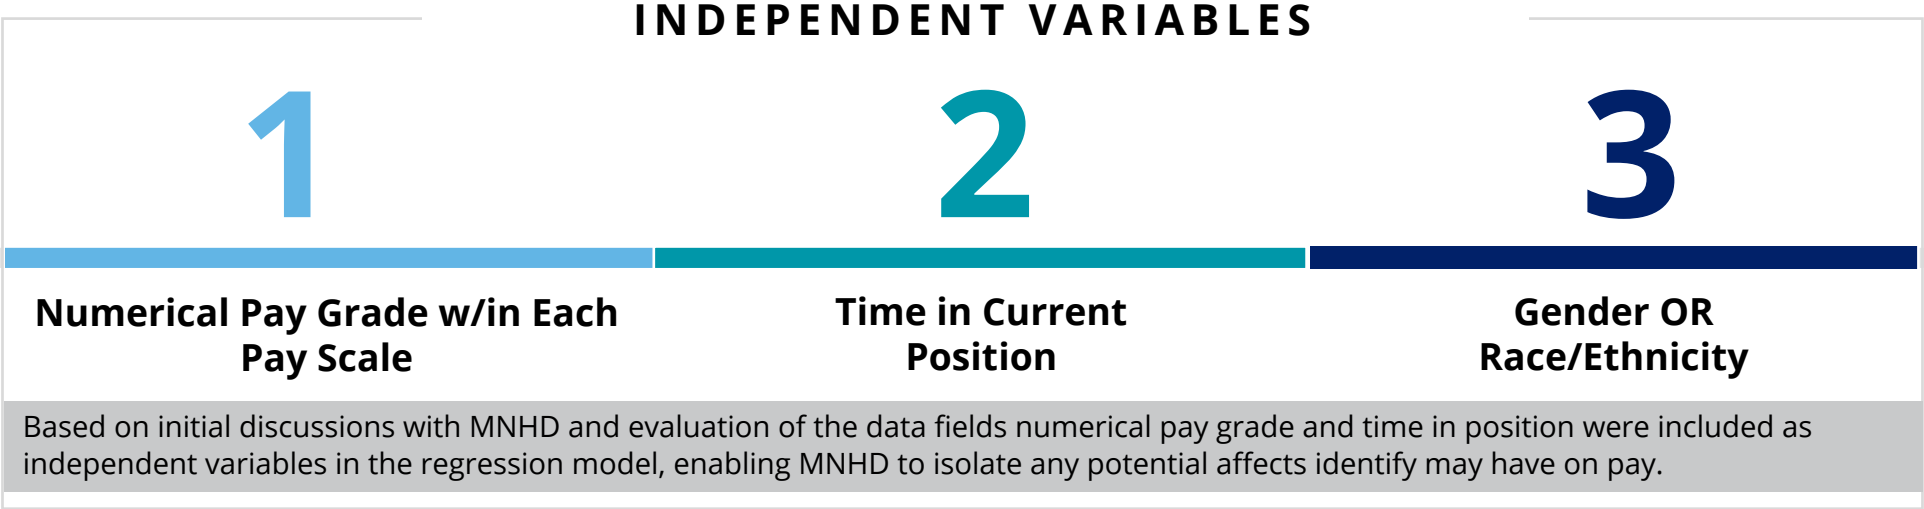 INDEPENDENT VARIABLES
1
2
3
Numerical Pay Grade w/in Each
Pay Scale
Time in Current
Position
Gender OR
Race/Ethnicity
Based on initial discussions with MNHD and evaluation of the data fields numerical pay grade and time in position were included as
independent variables in the regression model, enabling MNHD to isolate any potential affects identify may have on pay.